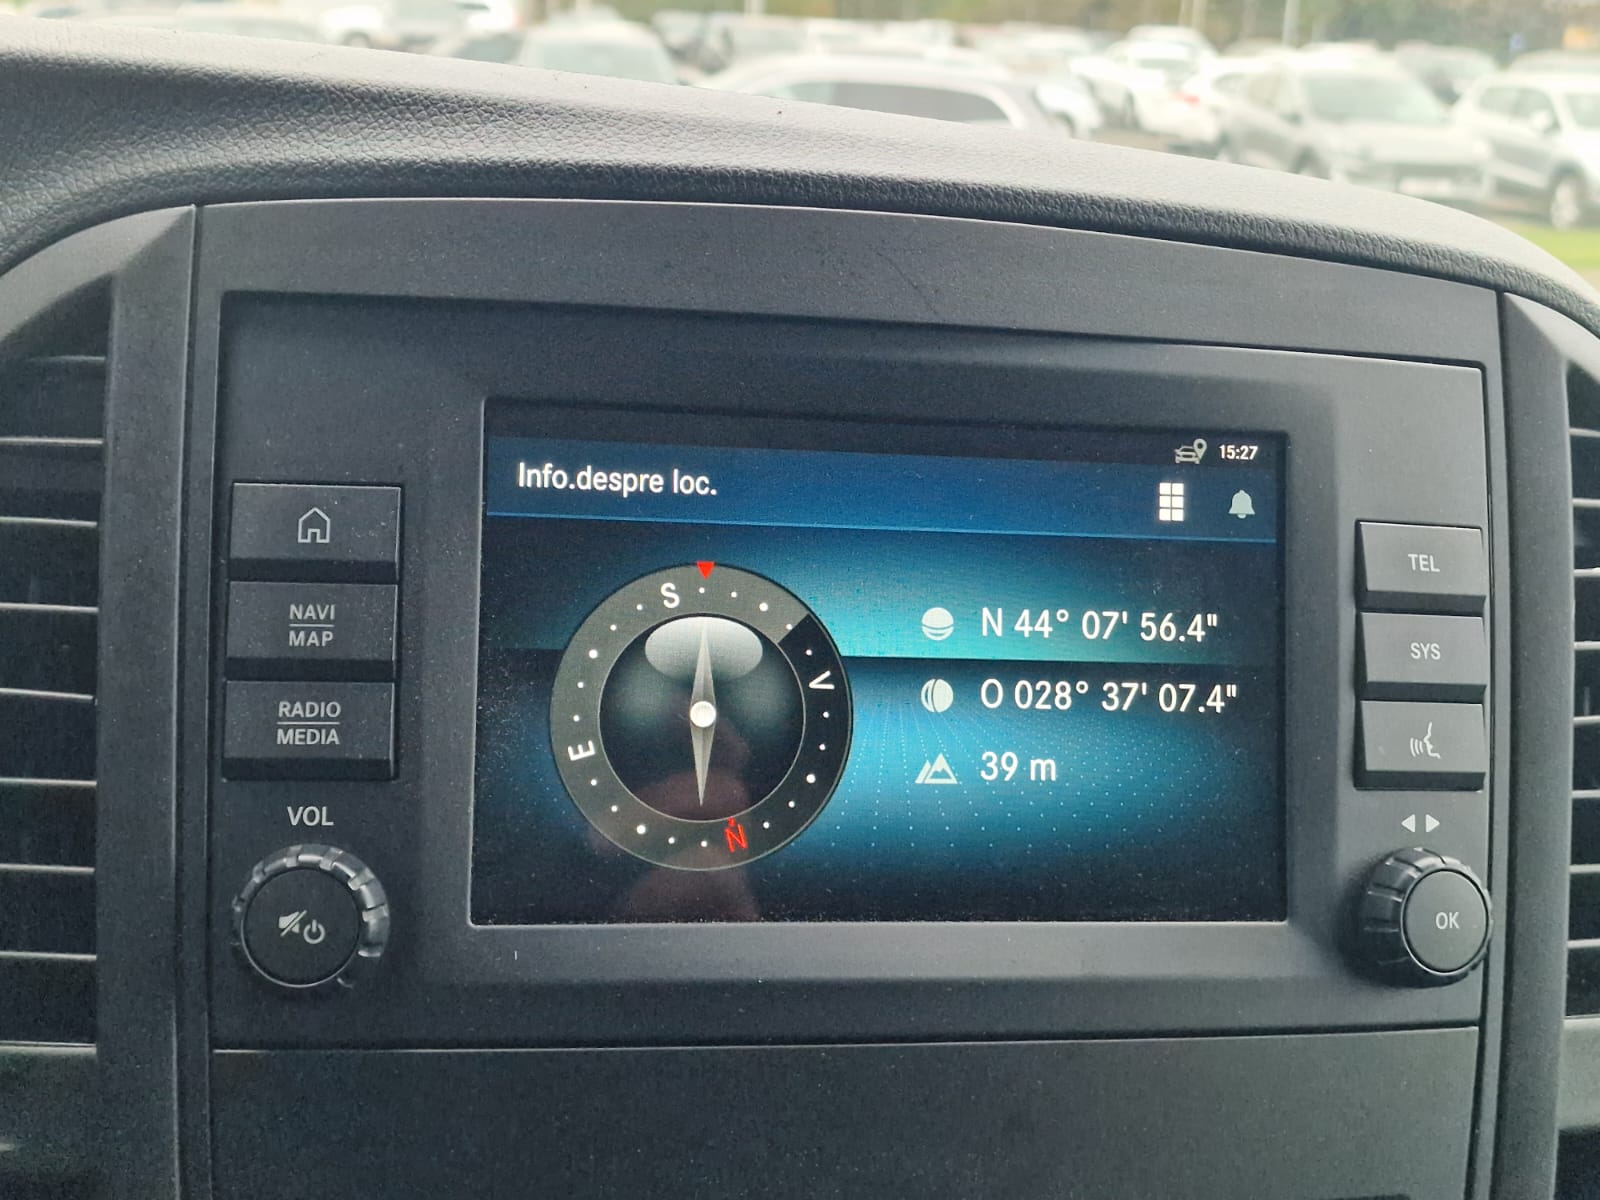 15:27
Info.despre loc.
NAVI
MAP
RADIO
MEDIA
VOL
S
V
E
N
N 44° 07' 56.4"
O 028° 37' 07.4"
39 m
TEL
SYS
OK